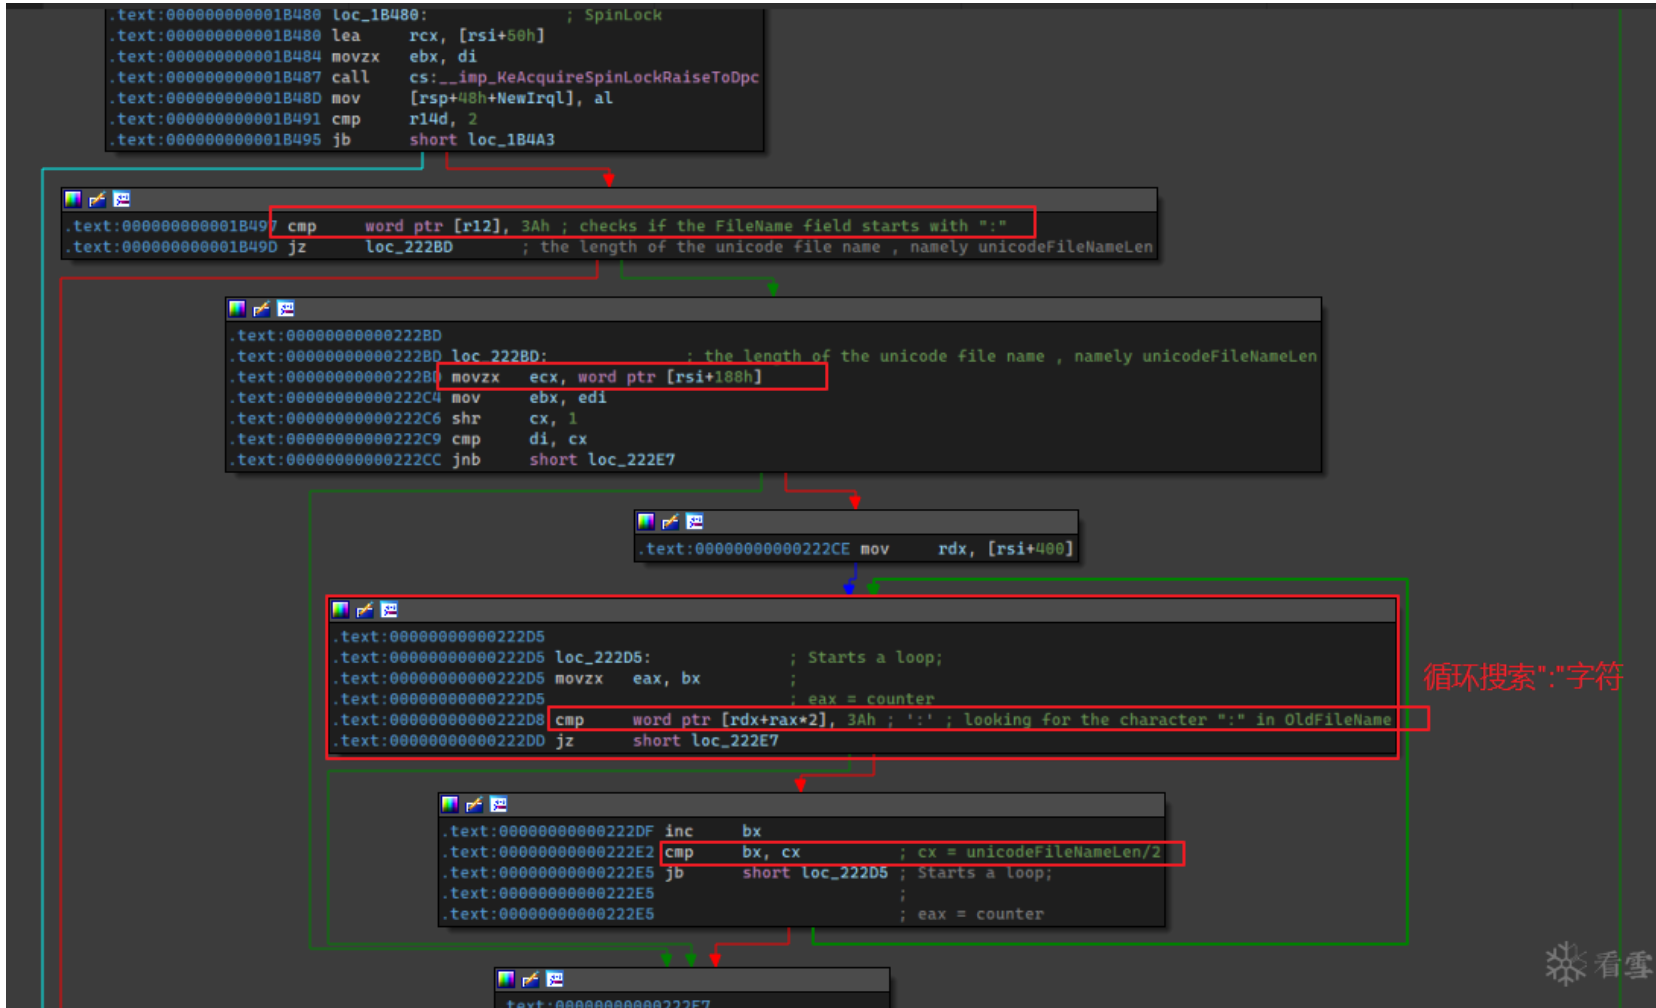 .text:000000000001B480 loc_1B480: ; SpinLock
.text:000000000001B480 lea rcx, [rsi+50h]
.text:000000000001B484 movzx ebx, di
.text:000000000001B487 call cs:__imp_KeAcquireSpinLockRaiseToDpc
.text:000000000001B48D mov [rsp+48h+NewIrql], al
.text:000000000001B491 cmp r14d, 2
.text:000000000001B495 jb short loc_1B4A3
.text:000000000001B497 cmp word ptr [r12], 3Ah ; checks if the FileName field starts with ":"
.text:000000000001B49D jz loc_222BD ; the length of the unicode file name , namely unicodeFileNameLen
.text:00000000000222BD
.text:00000000000222BD loc_222BD: ; the length of the unicode file name , namely unicodeFileNameLen
.text:00000000000222BD movzx ecx, word ptr [rsi+188h]
.text:00000000000222C4 mov ebx, edi
.text:00000000000222C6 shr cx, 1
.text:00000000000222C9 cmp di, cx
.text:00000000000222CC jnb short loc_222E7
.text:00000000000222CE mov rdx, [rsi+400]
.text:00000000000222D5
.text:00000000000222D5 loc_222D5: ; Starts a loop;
.text:00000000000222D5 movzx eax, bx ;
.text:00000000000222D5 ; eax = counter
.text:00000000000222D8 cmp word ptr [rdx+rax*2], 3Ah ; ':' ; looking for the character ":" in OldFileName
.text:00000000000222DD jz short loc_222E7
循环搜索":"字符
.text:00000000000222DF inc bx
.text:00000000000222E2 cmp bx, cx ; cx = unicodeFileNameLen/2
.text:00000000000222E5 jb short loc_222D5 ; Starts a loop;
.text:00000000000222E5 ;
.text:00000000000222E5 ; eax = counter
看雪
.text:00000000000222E7